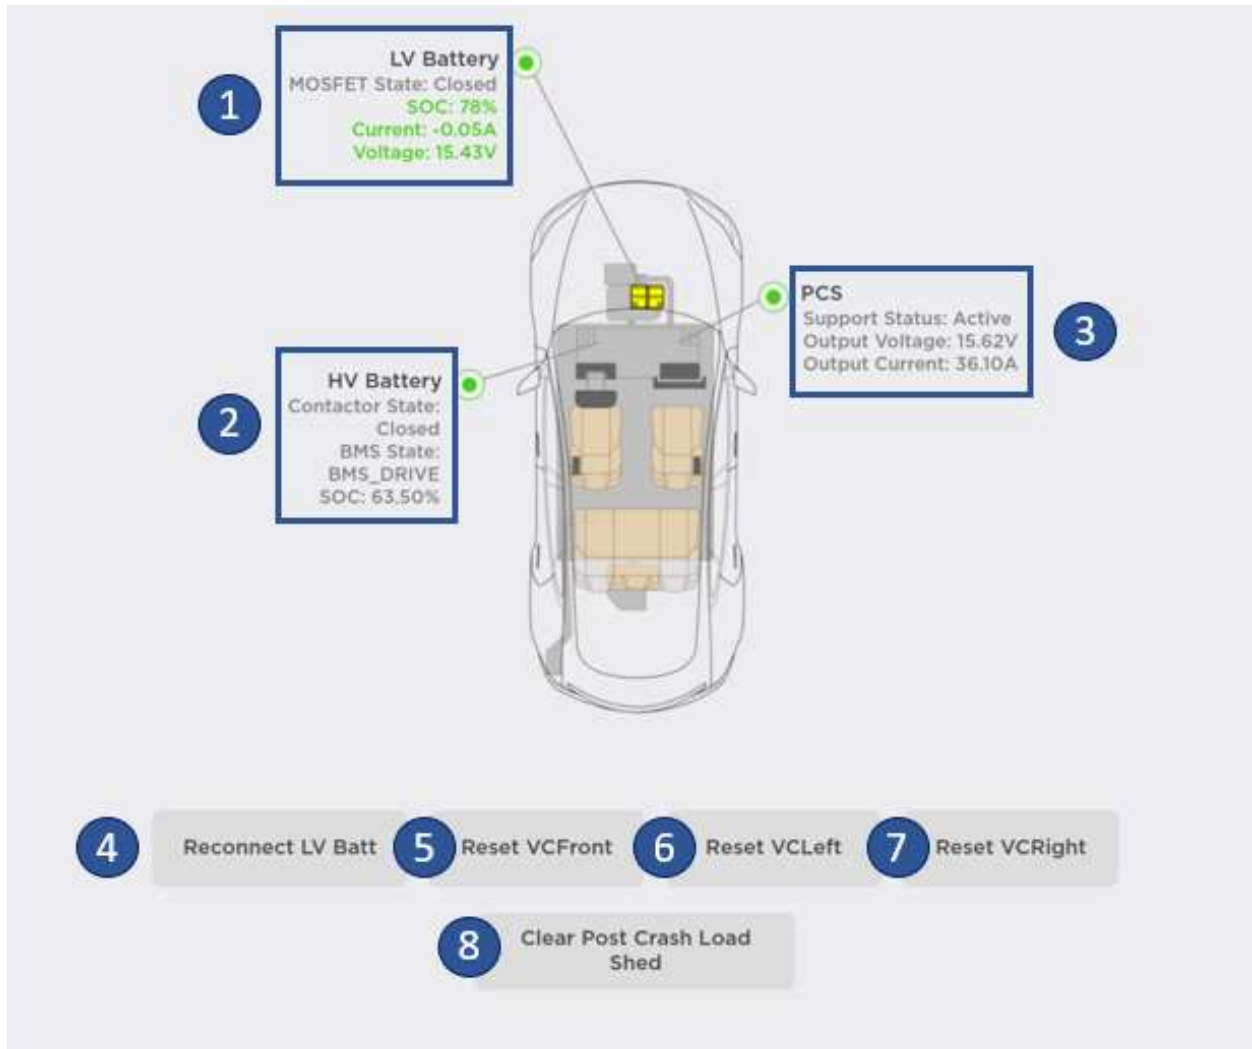 1
LV Battery
MOSFET State: Closed
SOC: 78%
Current: -0.05A
Voltage: 15.43V
2
HV Battery
Contactor State:
Closed
BMS State:
BMS_DRIVE
SOC: 63.50%
PCS
Support Status: Active
Output Voltage: 15.62V
Output Current: 36.10A
3
4 Reconnect LV Batt 5 Reset VCFront 6 Reset VCLeft 7 Reset VCRight
8
Clear Post Crash Load
Shed